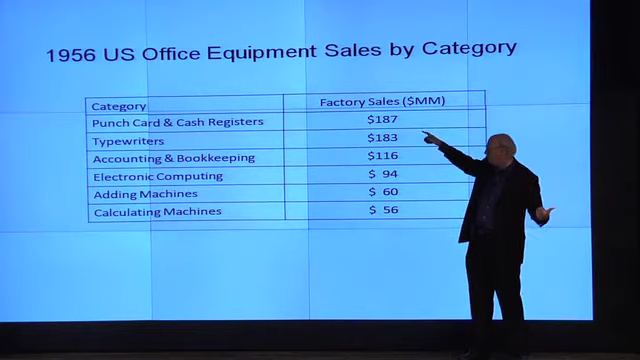 1956 US Office Equipment Sales by Category
Category Factory Sales ($MM)
Punch Card & Cash Registers $187
Typewriters $183
Accounting & Bookkeeping $116
Electronic Computing $ 94
Adding Machines $ 60
Calculating Machines $ 56